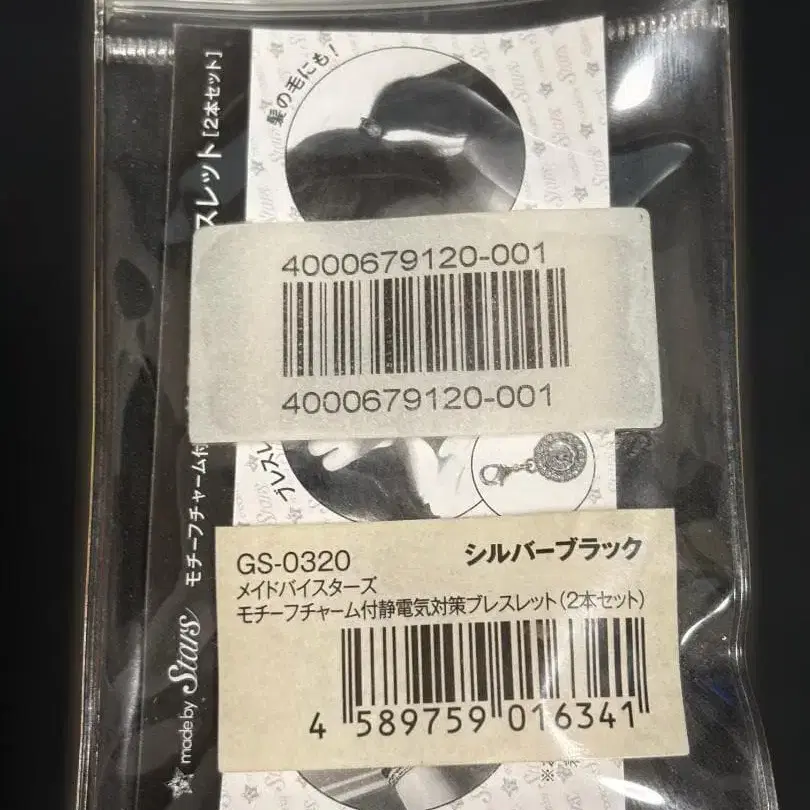 髪の毛にも!
4000679120-001
4000679120-001
ブレスレ
GS-0320
シルバーブラック
メイドバイスターズ
モチーフチャーム付静電気対策ブレスレット(2本セット)
4 589759 016341
made by Stars
モチーフチャーム付
スレット[2本セット]